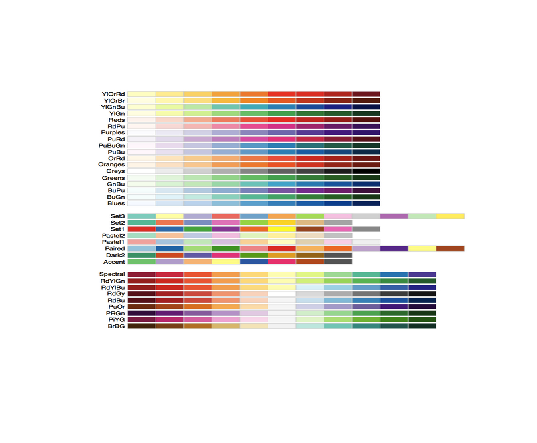 YlOrRd
YlOrBr
YlGnBu
YlGn
Reds
RdPu
Purples
PuRd
PuBuGn
PuBu
OrRd
Oranges
Greys
Greens
GnBu
BuPu
BuGn
Blues
Set3
Set2
Set1
Pastel2
Pastel1
Paired
Dark2
Accent
Spectral
RdYlGn
RdYlBu
RdGy
RdBu
PuOr
PRGn
PiYG
BrBG